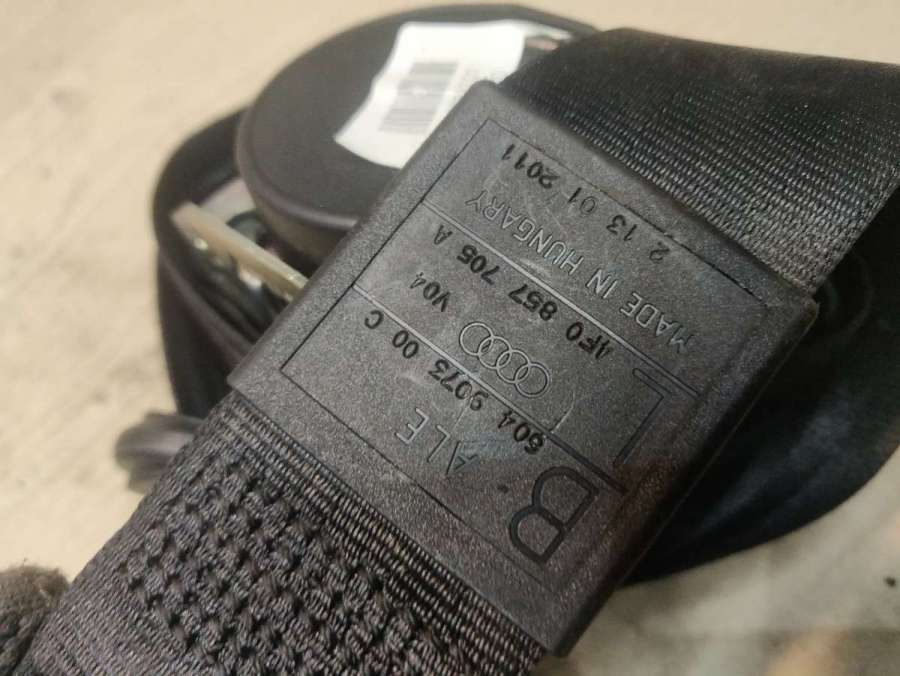 B L
ALE
604 9073 00 C
V04
4F0 857 705 A
MADE IN HUNGARY
2 13 01 2011